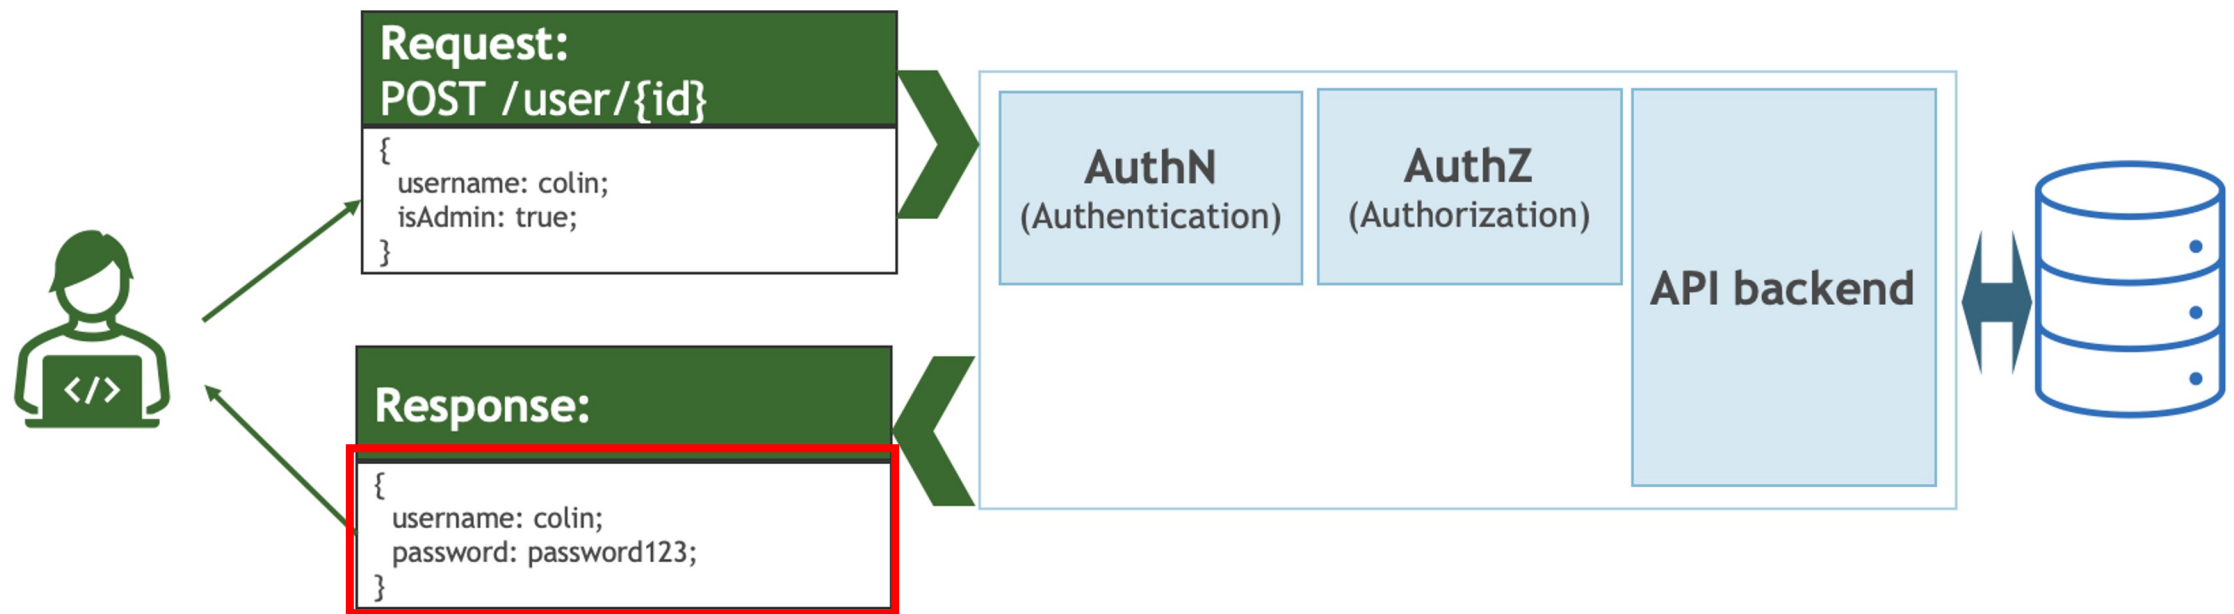 Request:
POST /user/{id}
{
username: colin;
isAdmin: true;
}
AuthN
(Authentication)
AuthZ
(Authorization)
API backend
</>
Response:
{
username: colin;
password: password123;
}